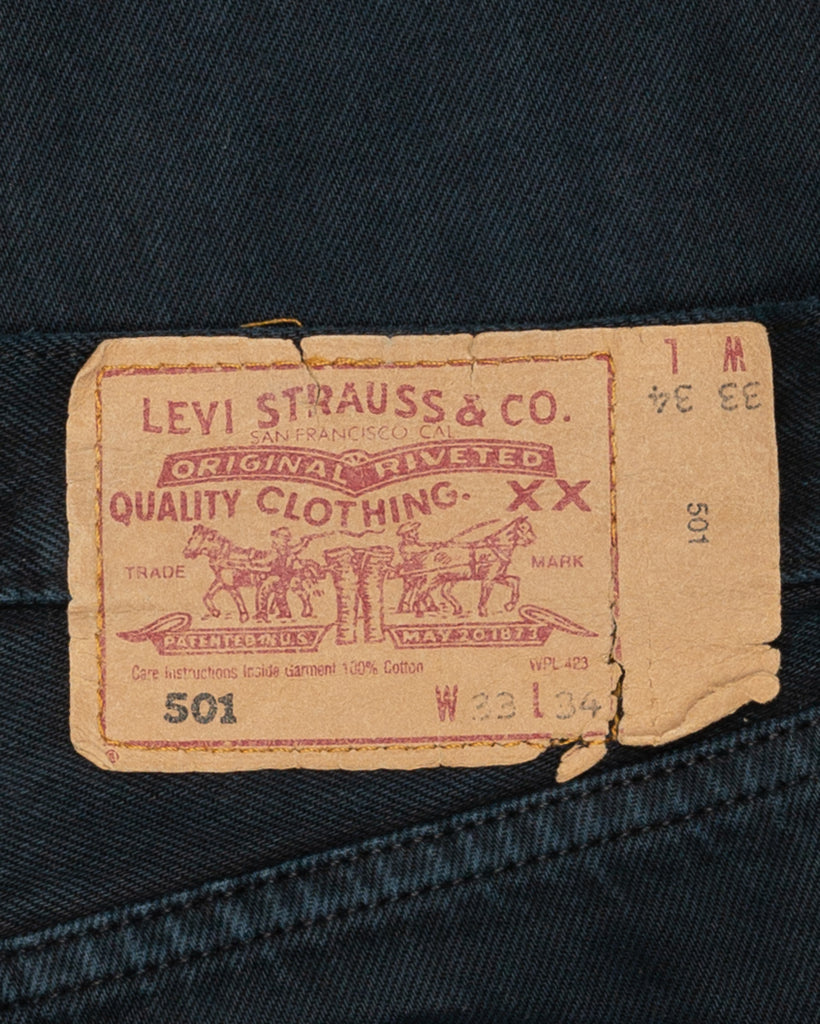 LEVI STRAUSS & CO.
SAN FRANCISCO CAL
ORIGINAL RIVETED
QUALITY CLOTHING. XX
TRADE MARK
PATENTED IN U.S. MAY 20 1873
Care Instructions Inside Garment 100% Cotton WPL 423
501 W 33 L 34
®
W L
33 34
501